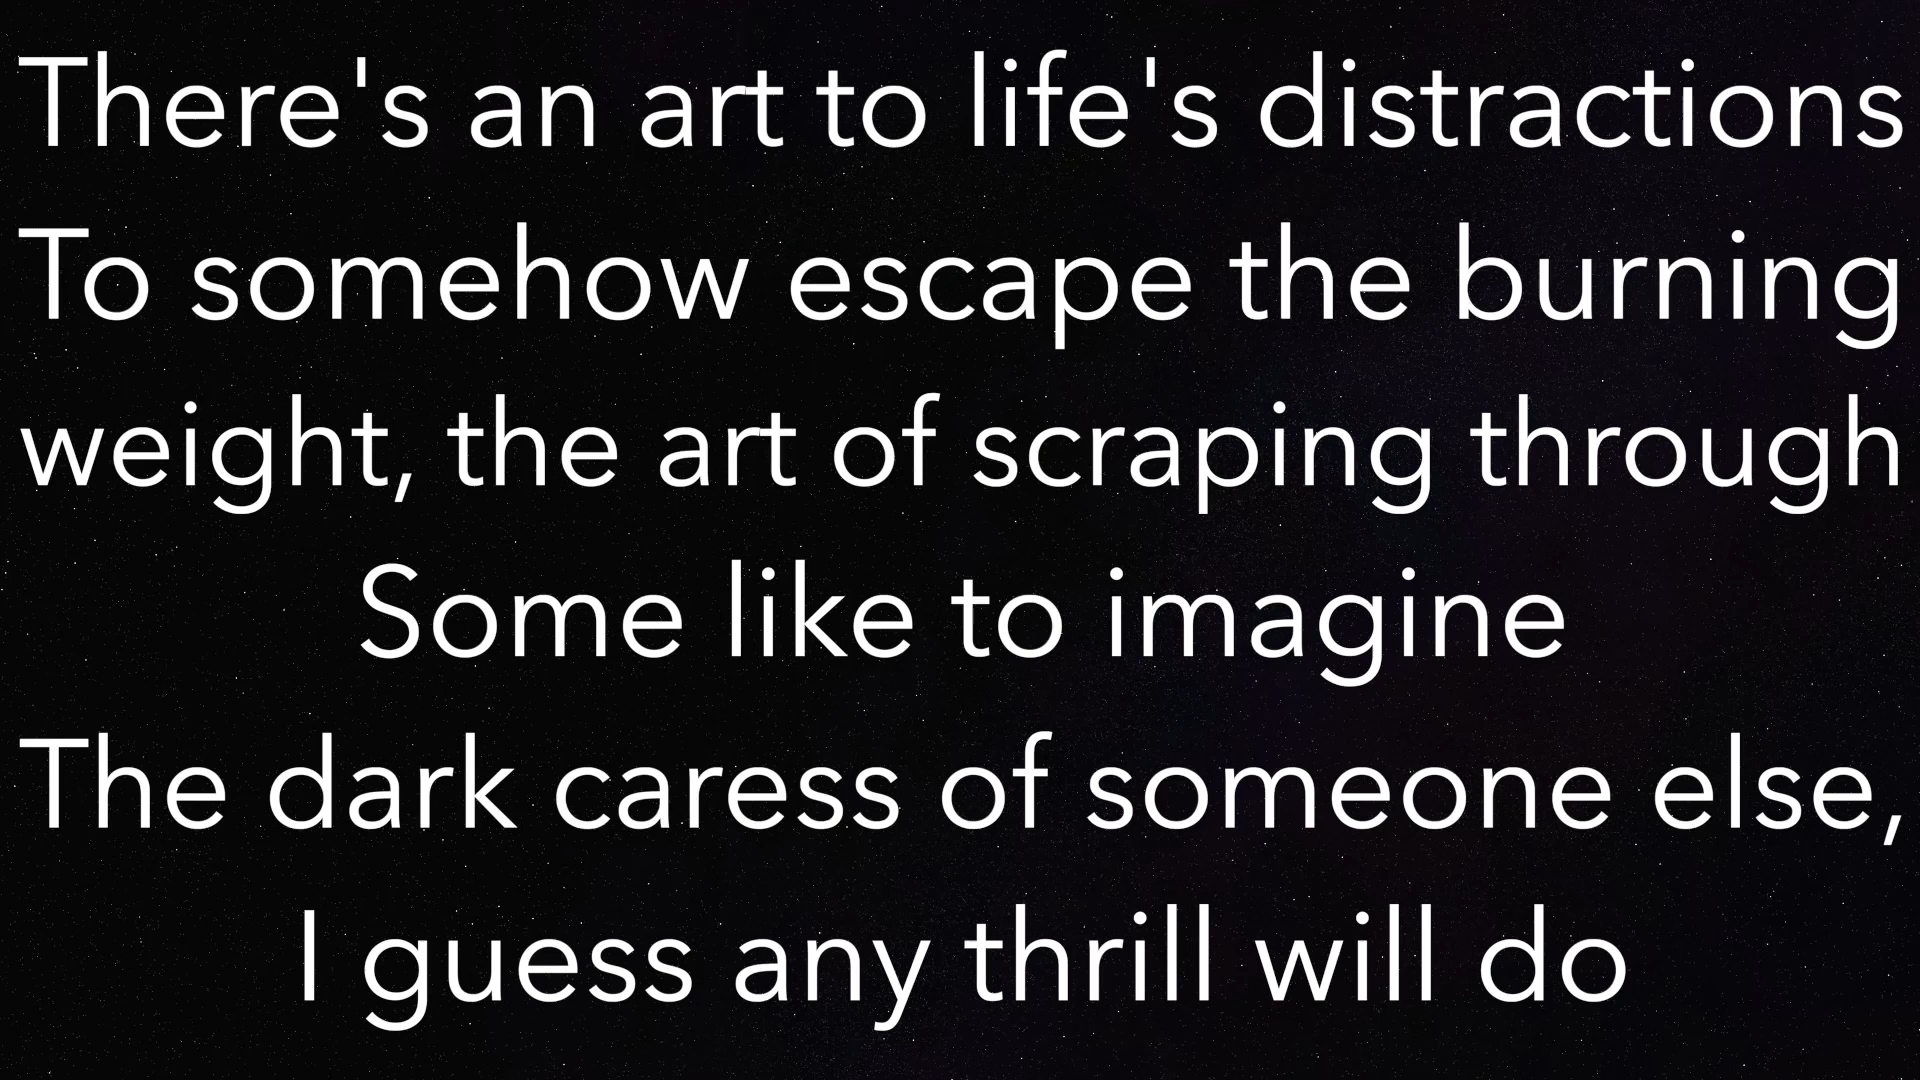 There's an art to life's distractions
To somehow escape the burning
weight, the art of scraping through
Some like to imagine
The dark caress of someone else,
I guess any thrill will do